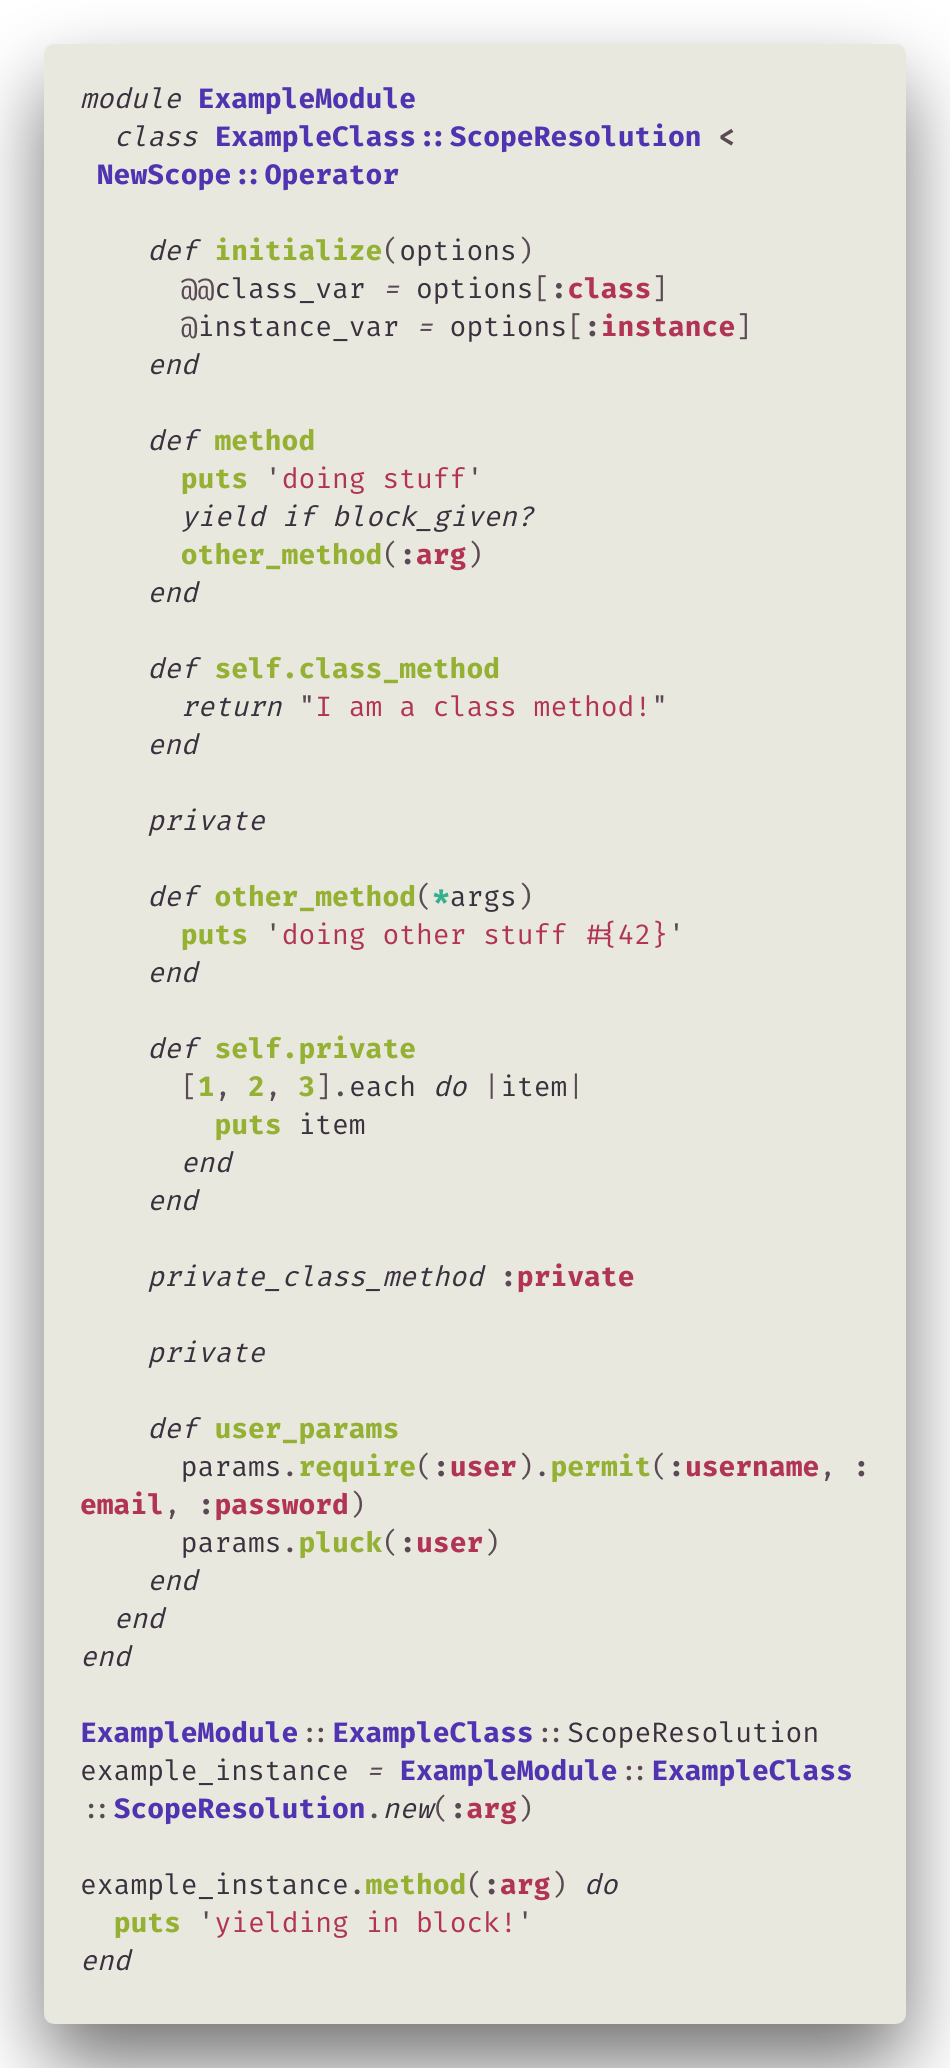 module ExampleModule
  class ExampleClass::ScopeResolution <
 NewScope::Operator

    def initialize(options)
      @@class_var = options[:class]
      @instance_var = options[:instance]
    end

    def method
      puts 'doing stuff'
      yield if block_given?
      other_method(:arg)
    end

    def self.class_method
      return "I am a class method!"
    end

    private

    def other_method(*args)
      puts 'doing other stuff #{42}'
    end

    def self.private
      [1, 2, 3].each do |item|
        puts item
      end
    end

    private_class_method :private

    private

    def user_params
      params.require(:user).permit(:username, :
email, :password)
      params.pluck(:user)
    end
  end
end

ExampleModule::ExampleClass::ScopeResolution
example_instance = ExampleModule::ExampleClass
::ScopeResolution.new(:arg)

example_instance.method(:arg) do
  puts 'yielding in block!'
end